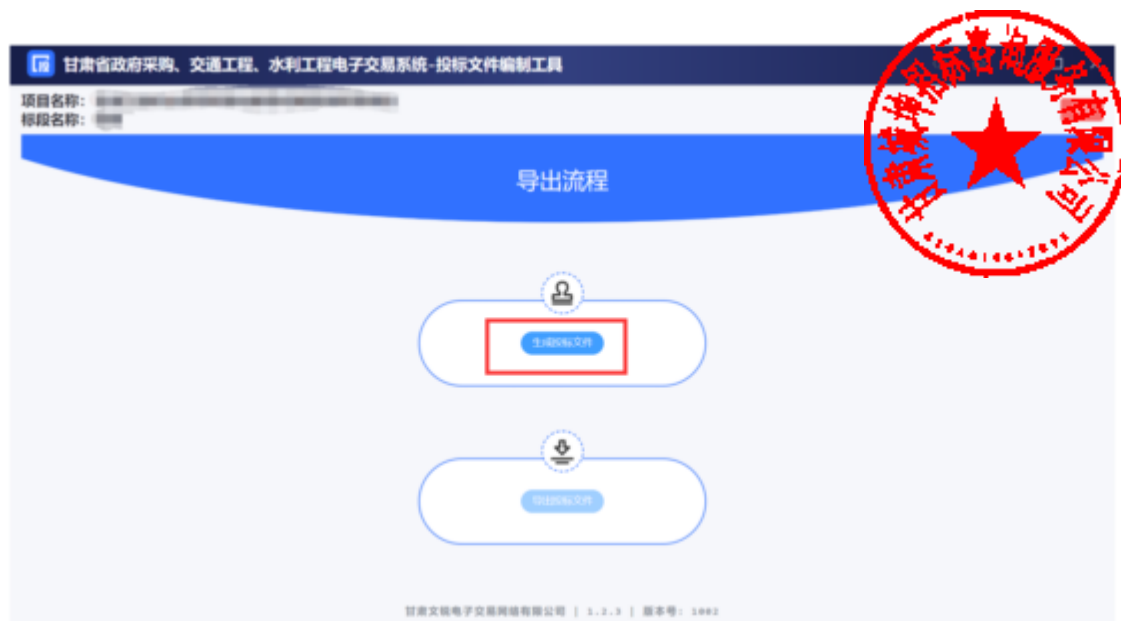 甘肃省政府采购、交通工程、水利工程电子交易系统-投标文件编制工具
项目名称：
标段名称：
导出流程
生成投标文件
导出投标文件
甘肃文锐电子交易网络有限公司 | 1.2.3 | 版本号: 1002